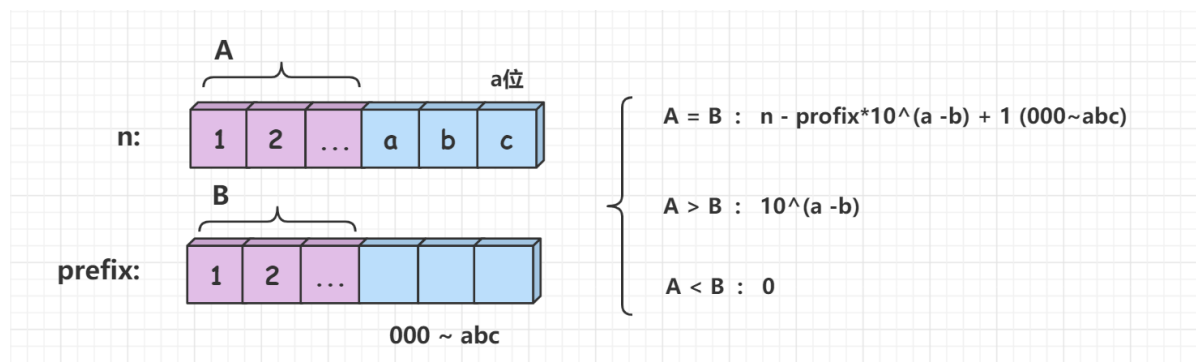 A
a位
n: 1 2 ... a b c
B
prefix: 1 2 ...
000 ~ abc
A = B : n - profix*10^(a -b) + 1 (000~abc)
A > B : 10^(a -b)
A < B : 0